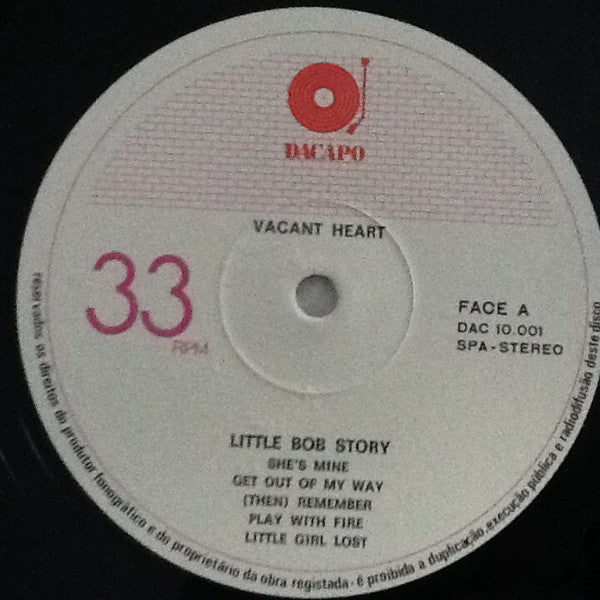 DACAPO
VACANT HEART
33
RPM
FACE A
DAC 10.001
SPA-STEREO
LITTLE BOB STORY
SHE'S MINE
GET OUT OF MY WAY
(THEN) REMEMBER
PLAY WITH FIRE
LITTLE GIRL LOST
reservados os direitos do produtor fonográfico e do proprietário da obra registada - é proibida a duplicação, execução pública e radiodifusão deste disco